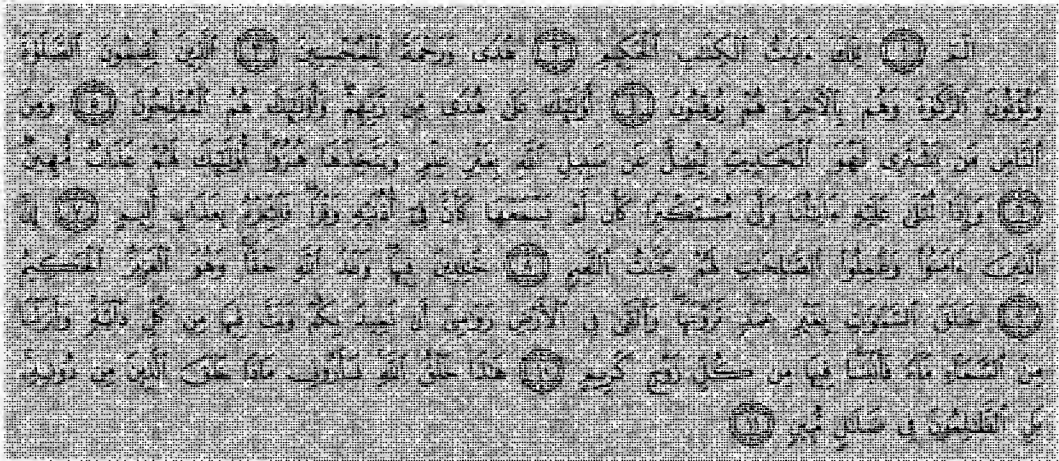 الٓمٓ ١ تِلْكَ ءَايَٰتُ ٱلْكِتَٰبِ ٱلْحَكِيمِ ٢ هُدًى وَرَحْمَةً لِّلْمُحْسِنِينَ ٣ ٱلَّذِينَ يُقِيمُونَ ٱلصَّلَوٰةَ
وَيُؤْتُونَ ٱلزَّكَوٰةَ وَهُم بِٱلْءَاخِرَةِ هُمْ يُوقِنُونَ ٤ أُو۟لَٰٓئِكَ عَلَىٰ هُدًى مِّن رَّبِّهِمْ وَأُو۟لَٰٓئِكَ هُمُ ٱلْمُفْلِحُونَ ٥ وَمِنَ
ٱلنَّاسِ مَن يَشْتَرِى لَهْوَ ٱلْحَدِيثِ لِيُضِلَّ عَن سَبِيلِ ٱللَّهِ بِغَيْرِ عِلْمٍ وَيَتَّخِذَهَا هُزُوًا أُو۟لَٰٓئِكَ لَهُمْ عَذَابٌ مُّهِينٌ
٦ وَإِذَا تُتْلَىٰ عَلَيْهِ ءَايَٰتُنَا وَلَّىٰ مُسْتَكْبِرًا كَأَن لَّمْ يَسْمَعْهَا كَأَنَّ فِىٓ أُذُنَيْهِ وَقْرًا فَبَشِّرْهُ بِعَذَابٍ أَلِيمٍ ٧ إِنَّ
ٱلَّذِينَ ءَامَنُوا۟ وَعَمِلُوا۟ ٱلصَّٰلِحَٰتِ لَهُمْ جَنَّٰتُ ٱلنَّعِيمِ ٨ خَٰلِدِينَ فِيهَا وَعْدَ ٱللَّهِ حَقًّا وَهُوَ ٱلْعَزِيزُ ٱلْحَكِيمُ
٩ خَلَقَ ٱلسَّمَٰوَٰتِ بِغَيْرِ عَمَدٍ تَرَوْنَهَا وَأَلْقَىٰ فِى ٱلْأَرْضِ رَوَٰسِىَ أَن تَمِيدَ بِكُمْ وَبَثَّ فِيهَا مِن كُلِّ دَآبَّةٍ وَأَنزَلْنَا
مِنَ ٱلسَّمَآءِ مَآءً فَأَنۢبَتْنَا فِيهَا مِن كُلِّ زَوْجٍ كَرِيمٍ ١٠ هَٰذَا خَلْقُ ٱللَّهِ فَأَرُونِى مَاذَا خَلَقَ ٱلَّذِينَ مِن دُونِهِۦ
بَلِ ٱلظَّٰلِمُونَ فِى ضَلَٰلٍ مُّبِينٍ ١١